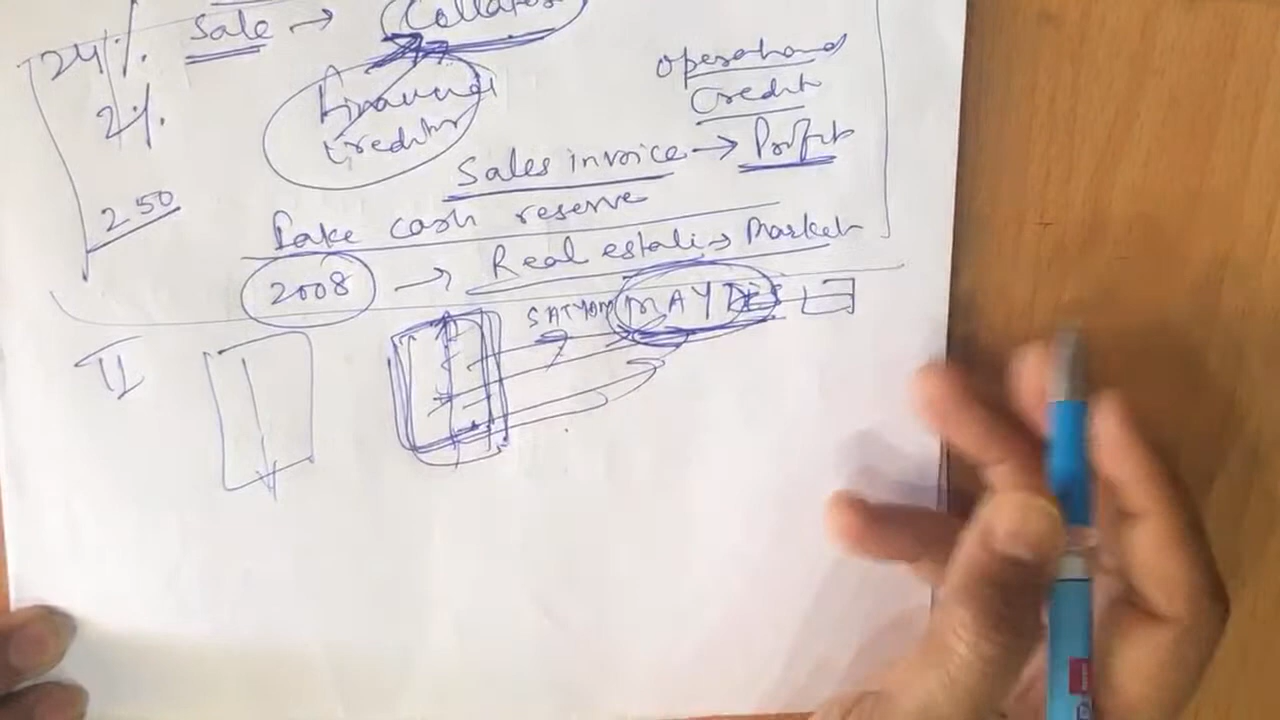 24% Sale → Collateral
2%. Financial creditor
Operational Credit
Sales invoice → Profit
250
Fake cash reserve
2008 → Real estate → Market
SATYAM MAYTAS
II